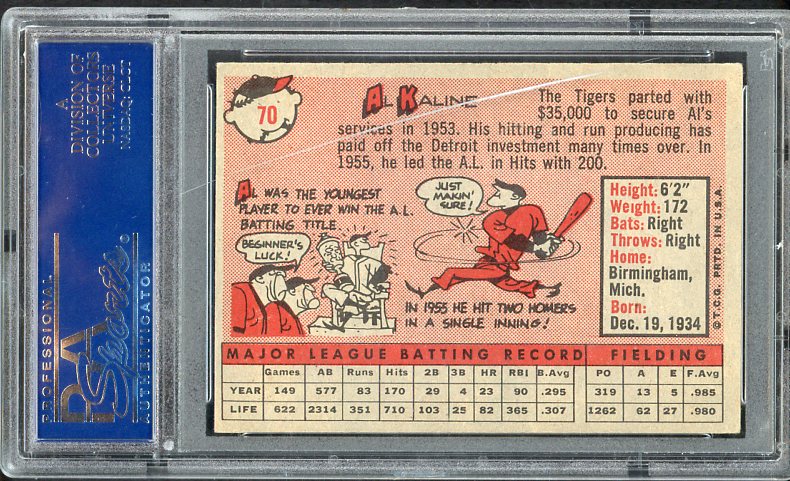 A
DIVISION OF
COLLECTORS
UNIVERSE
NASDAQ: CLCT
PROFESSIONAL
PSA
Sports
AUTHENTICATOR
70
AL KALINE
The Tigers parted with
$35,000 to secure Al's
services in 1953. His hitting and run producing has
paid off the Detroit investment many times over. In
1955, he led the A.L. in Hits with 200.
AL WAS THE YOUNGEST
PLAYER TO EVER WIN THE A.L.
BATTING TITLE.
BEGINNER'S
LUCK!
JUST
MAKIN'
SURE!
IN 1955 HE HIT TWO HOMERS
IN A SINGLE INNING!
Height: 6'2"
Weight: 172
Bats: Right
Throws: Right
Home:
Birmingham,
Mich.
Born:
Dec. 19, 1934
© T.C.G. PRTD. IN U.S.A.
MAJOR LEAGUE BATTING RECORD FIELDING
Games AB Runs Hits 2B 3B HR RBI B.Avg PO A E F.Avg
YEAR 149 577 83 170 29 4 23 90 .295 319 13 5 .985
LIFE 622 2314 351 710 103 25 82 365 .307 1262 62 27 .980